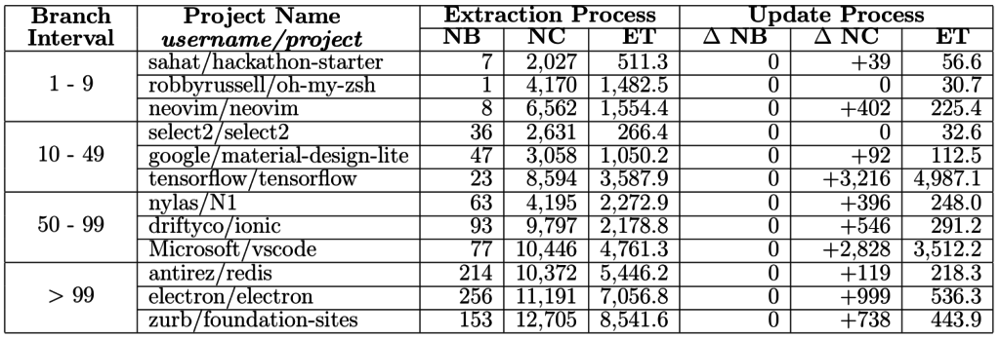 Branch Interval Project Name username/project Extraction Process Update Process
NB NC ET Δ NB Δ NC ET
1 - 9
sahat/hackathon-starter 7 2,027 511.3 0 +39 56.6
robbyrussell/oh-my-zsh 1 4,170 1,482.5 0 0 30.7
neovim/neovim 8 6,562 1,554.4 0 +402 225.4
10 - 49
select2/select2 36 2,631 266.4 0 0 32.6
google/material-design-lite 47 3,058 1,050.2 0 +92 112.5
tensorflow/tensorflow 23 8,594 3,587.9 0 +3,216 4,987.1
50 - 99
nylas/N1 63 4,195 2,272.9 0 +396 248.0
driftyco/ionic 93 9,797 2,178.8 0 +546 291.2
Microsoft/vscode 77 10,446 4,761.3 0 +2,828 3,512.2
> 99
antirez/redis 214 10,372 5,446.2 0 +119 218.3
electron/electron 256 11,191 7,056.8 0 +999 536.3
zurb/foundation-sites 153 12,705 8,541.6 0 +738 443.9